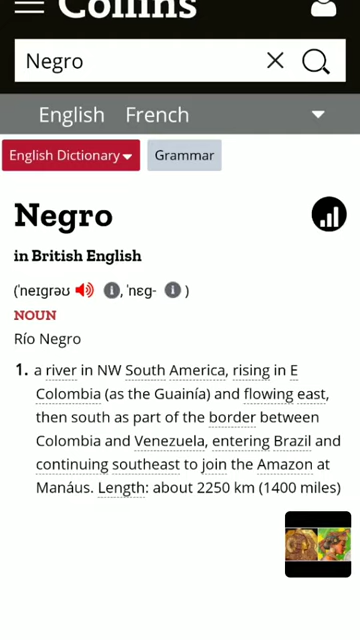 Collins
Negro
English French
English Dictionary Grammar
Negro
in British English
(ˈneɪɡrəʊ , ˈnɛɡ- )
NOUN
Río Negro
1. a river in NW South America, rising in E
Colombia (as the Guainía) and flowing east,
then south as part of the border between
Colombia and Venezuela, entering Brazil and
continuing southeast to join the Amazon at
Manáus. Length: about 2250 km (1400 miles)